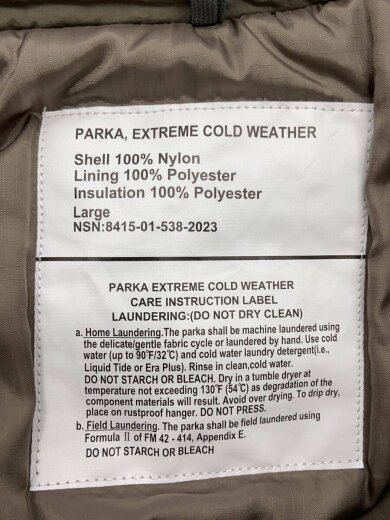 PARKA, EXTREME COLD WEATHER
Shell 100% Nylon
Lining 100% Polyester
Insulation 100% Polyester
Large
NSN:8415-01-538-2023
PARKA EXTREME COLD WEATHER
CARE INSTRUCTION LABEL
LAUNDERING:(DO NOT DRY CLEAN)
a. Home Laundering.The parka shall be machine laundered using
the delicate/gentle fabric cycle or laundered by hand. Use cold
water (up to 90°F/32℃) and cold water laundry detergent(i.e.,
Liquid Tide or Era Plus). Rinse in clean,cold water.
DO NOT STARCH OR BLEACH. Dry in a tumble dryer at
temperature not exceeding 130°F (54℃) as degradation of the
component materials will result. Avoid over drying. To drip dry,
place on rustproof hanger. DO NOT PRESS.
b. Field Laundering. The parka shall be field laundered using
Formula II of FM 42 - 414, Appendix E.
DO NOT STARCH OR BLEACH